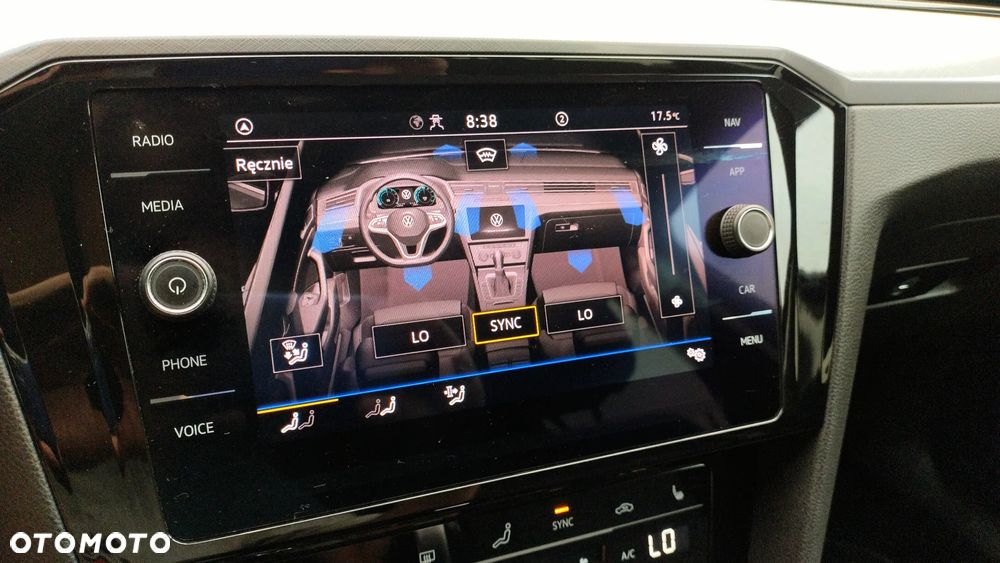 RADIO
MEDIA
PHONE
VOICE
8:38
2
17.5°C
Ręcznie
LO
SYNC
LO
NAV
APP
CAR
MENU
SYNC
A/C
LO
OTOMOTO